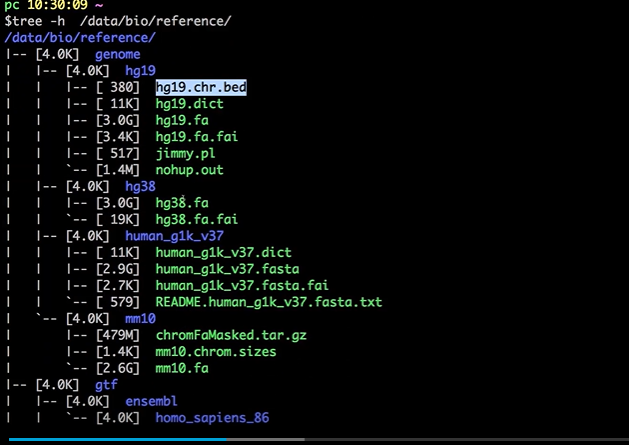 pc 10:30:09 ~
$tree -h  /data/bio/reference/
/data/bio/reference/
|-- [4.0K]  genome
|   |-- [4.0K]  hg19
|   |   |-- [ 380]  hg19.chr.bed
|   |   |-- [ 11K]  hg19.dict
|   |   |-- [3.0G]  hg19.fa
|   |   |-- [3.4K]  hg19.fa.fai
|   |   |-- [ 517]  jimmy.pl
|   |   `-- [1.4M]  nohup.out
|   |-- [4.0K]  hg38
|   |   |-- [3.0G]  hg38.fa
|   |   `-- [ 19K]  hg38.fa.fai
|   |-- [4.0K]  human_g1k_v37
|   |   |-- [ 11K]  human_g1k_v37.dict
|   |   |-- [2.9G]  human_g1k_v37.fasta
|   |   |-- [2.7K]  human_g1k_v37.fasta.fai
|   |   `-- [ 579]  README.human_g1k_v37.fasta.txt
|   `-- [4.0K]  mm10
|       |-- [479M]  chromFaMasked.tar.gz
|       |-- [1.4K]  mm10.chrom.sizes
|       `-- [2.6G]  mm10.fa
|-- [4.0K]  gtf
|   |-- [4.0K]  ensembl
|   |   `-- [4.0K]  homo_sapiens_86